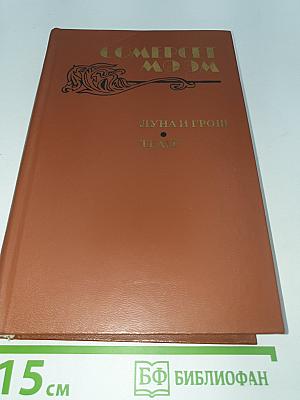 СОМЕРСЕТ
МОЭМ
ЛУНА И ГРОШ
ТЕАТР
15 см
БФ БИБЛИОФАН